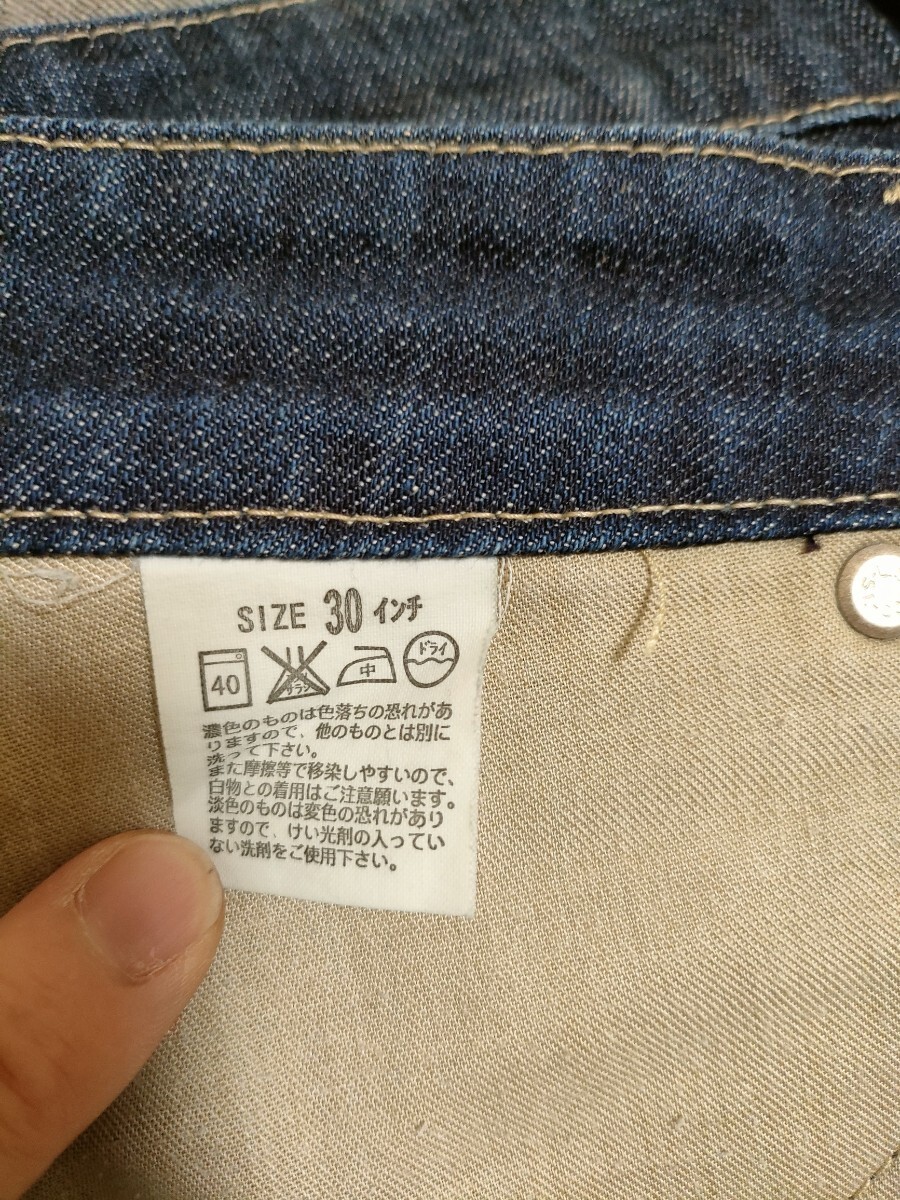 SIZE 30 インチ
40 サラシ 中 ドライ
濃色のものは色落ちの恐れがあ
りますので、他のものとは別に
洗って下さい。
また摩擦等で移染しやすいので、
白物との着用はご注意願います。
淡色のものは変色の恐れがあり
ますので、けい光剤の入ってい
ない洗剤をご使用下さい。